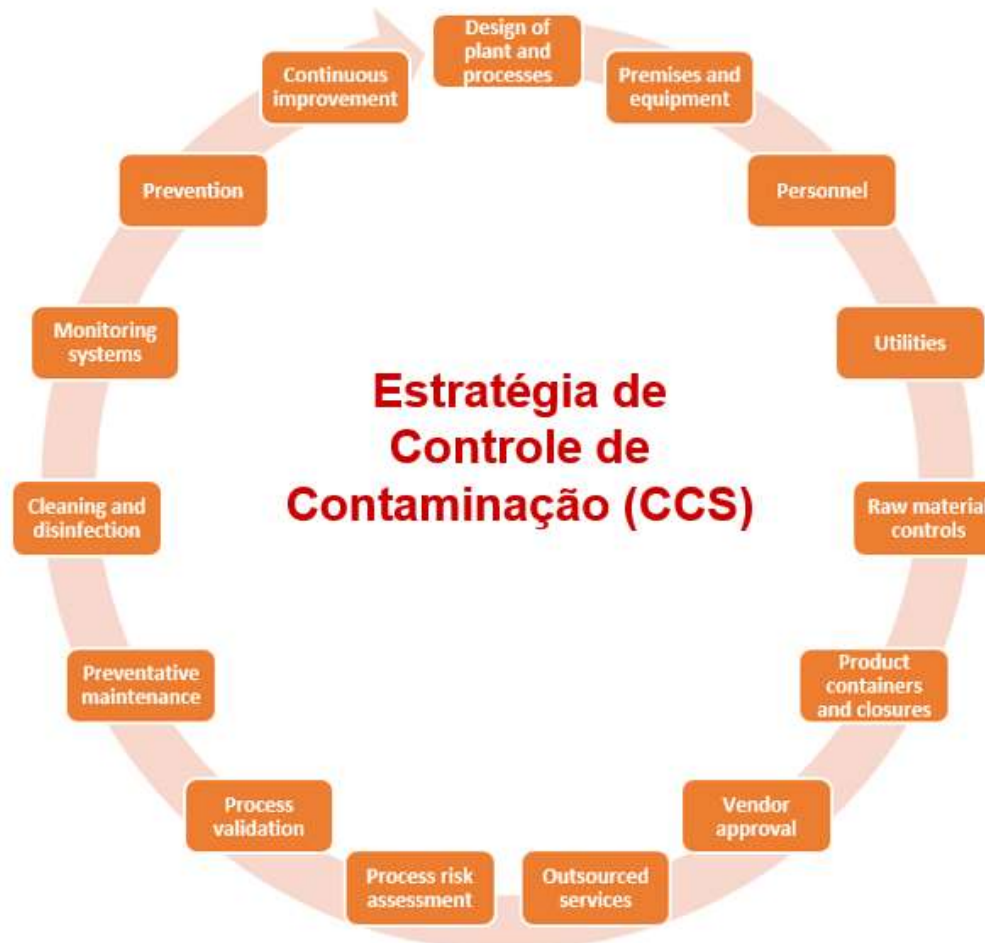 Design of
plant and
processes
Premises and
equipment
Personnel
Utilities
Raw material
controls
Product
containers
and closures
Vendor
approval
Outsourced
services
Process risk
assessment
Process
validation
Preventative
maintenance
Cleaning and
disinfection
Monitoring
systems
Prevention
Continuous
improvement
Estratégia de
Controle de
Contaminação (CCS)